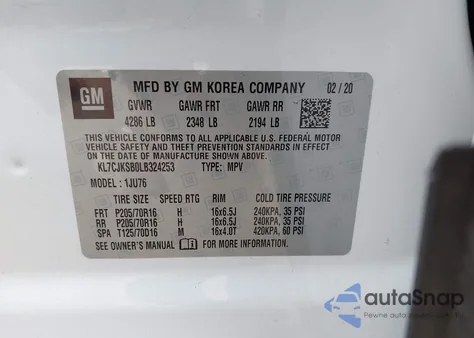 GM
MFD BY GM KOREA COMPANY 02 / 20
GVWR GAWR FRT GAWR RR
4286 LB 2348 LB 2194 LB
THIS VEHICLE CONFORMS TO ALL APPLICABLE U.S. FEDERAL MOTOR
VEHICLE SAFETY AND THEFT PREVENTION STANDARDS IN
EFFECT ON THE DATE OF MANUFACTURE SHOWN ABOVE.
KL7CJKSB0LB324253 TYPE: MPV
MODEL : 1JU76
TIRE SIZE SPEED RTG RIM COLD TIRE PRESSURE
FRT P205/70R16 H 16x6.5J 240KPA, 35 PSI
RR P205/70R16 H 16x6.5J 240KPA, 35 PSI
SPA T125/70D16 M 16x4.0T 420KPA, 60 PSI
SEE OWNER'S MANUAL FOR MORE INFORMATION.
autoSnap
Pewne auto prosto